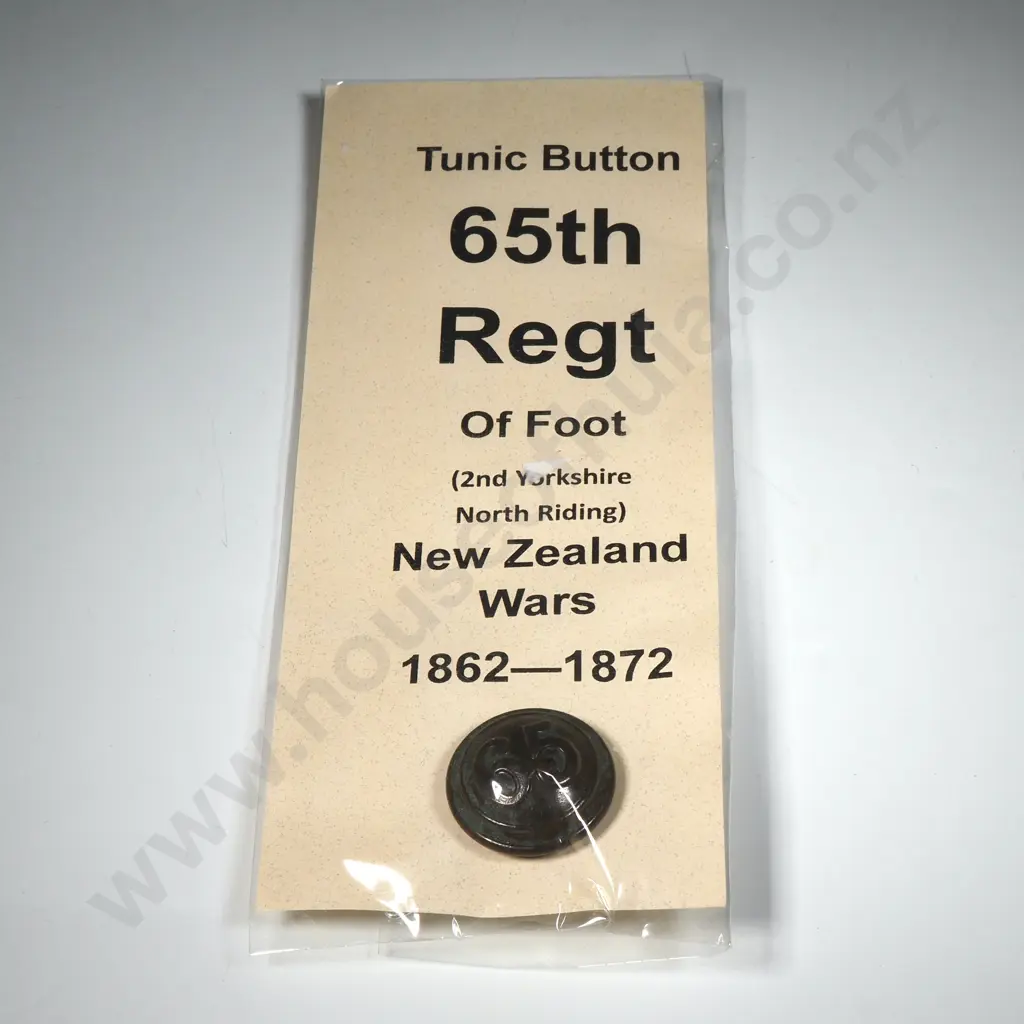 Tunic Button
65th
Regt
Of Foot
(2nd Yorkshire
North Riding)
New Zealand
Wars
1862—1872
65
www.houseofhulia.co.nz